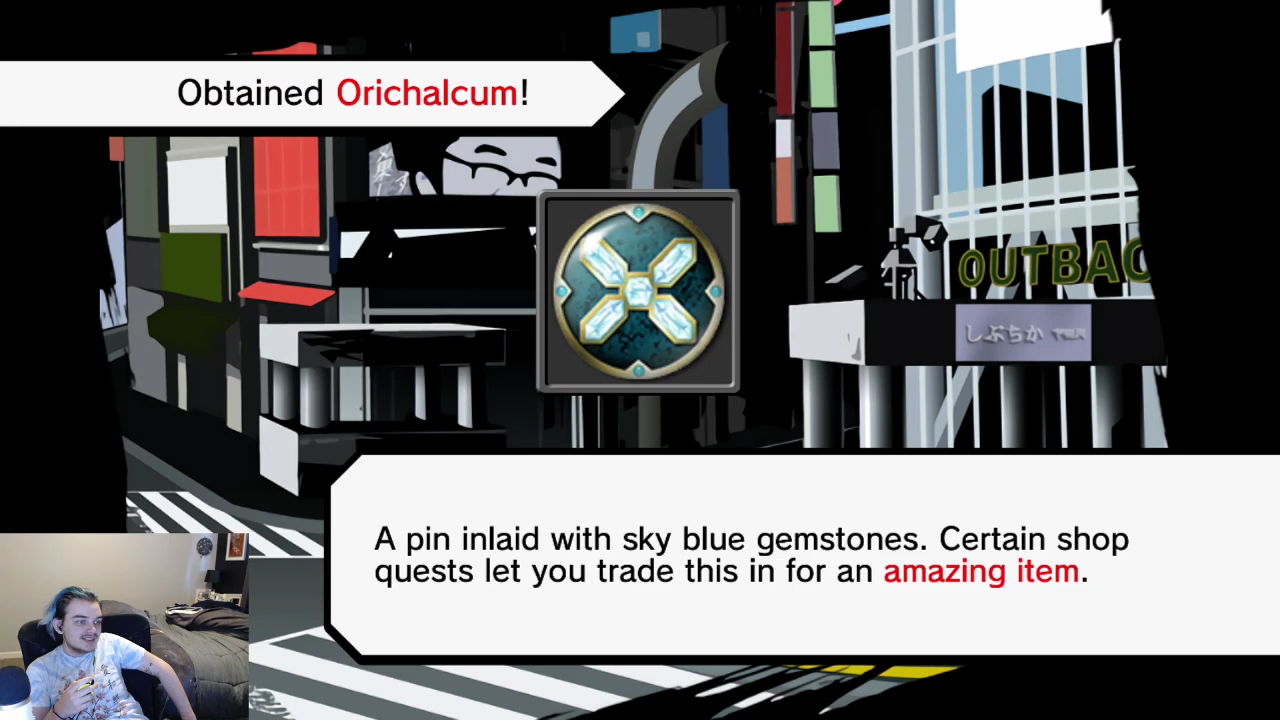 Obtained Orichalcum!
OUTBAC
しぶちか
A pin inlaid with sky blue gemstones. Certain shop
quests let you trade this in for an amazing item.